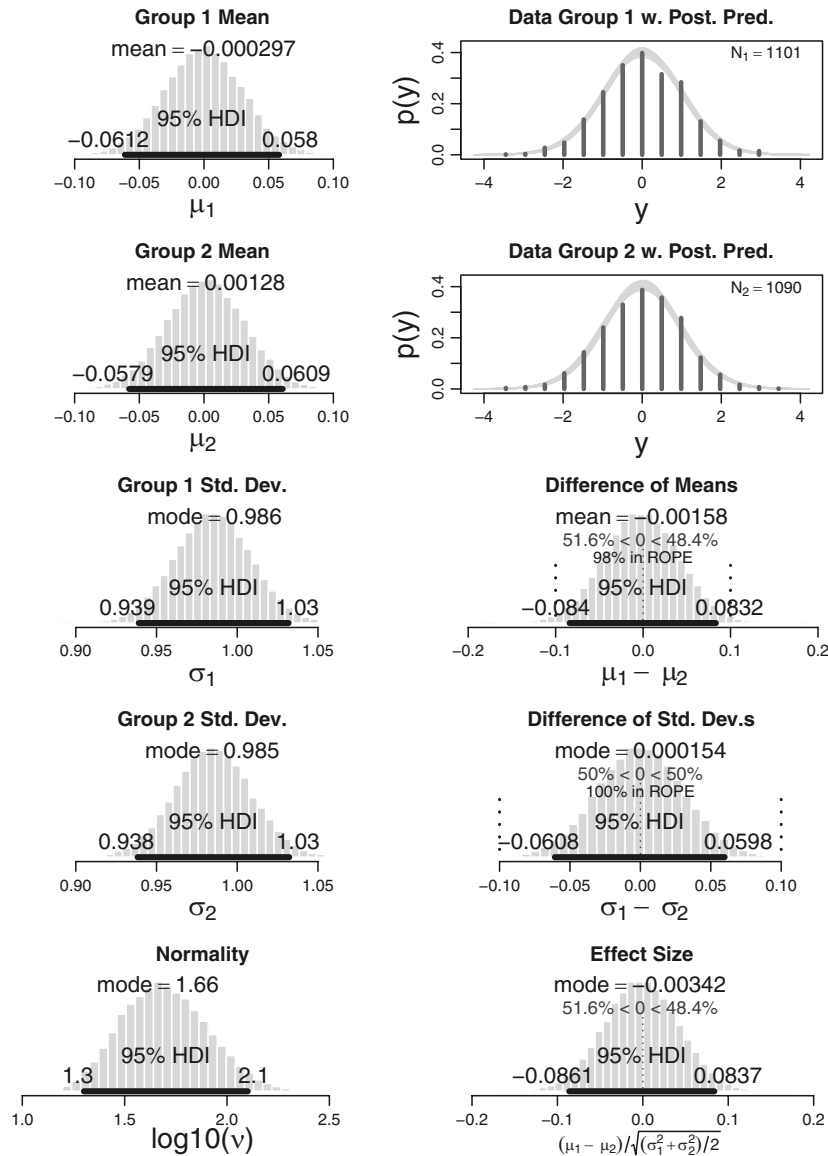 Group 1 Mean
mean = −0.000297
95% HDI
−0.0612 0.058
−0.10 −0.05 0.00 0.05 0.10
μ1
Data Group 1 w. Post. Pred.
N1 = 1101
p(y)
0.0 0.2 0.4
−4 −2 0 2 4
y
Group 2 Mean
mean = 0.00128
95% HDI
−0.0579 0.0609
−0.10 −0.05 0.00 0.05 0.10
μ2
Data Group 2 w. Post. Pred.
N2 = 1090
p(y)
0.0 0.2 0.4
−4 −2 0 2 4
y
Group 1 Std. Dev.
mode = 0.986
95% HDI
0.939 1.03
0.90 0.95 1.00 1.05
σ1
Difference of Means
mean = −0.00158
51.6% < 0 < 48.4%
98% in ROPE
95% HDI
−0.084 0.0832
−0.2 −0.1 0.0 0.1 0.2
μ1 − μ2
Group 2 Std. Dev.
mode = 0.985
95% HDI
0.938 1.03
0.90 0.95 1.00 1.05
σ2
Difference of Std. Dev.s
mode = 0.000154
50% < 0 < 50%
100% in ROPE
95% HDI
−0.0608 0.0598
−0.10 −0.05 0.00 0.05 0.10
σ1 − σ2
Normality
mode = 1.66
95% HDI
1.3 2.1
1.0 1.5 2.0 2.5
log10(ν)
Effect Size
mode = −0.00342
51.6% < 0 < 48.4%
95% HDI
−0.0861 0.0837
−0.2 −0.1 0.0 0.1 0.2
(μ1 − μ2)/√(σ1² + σ2²)/2